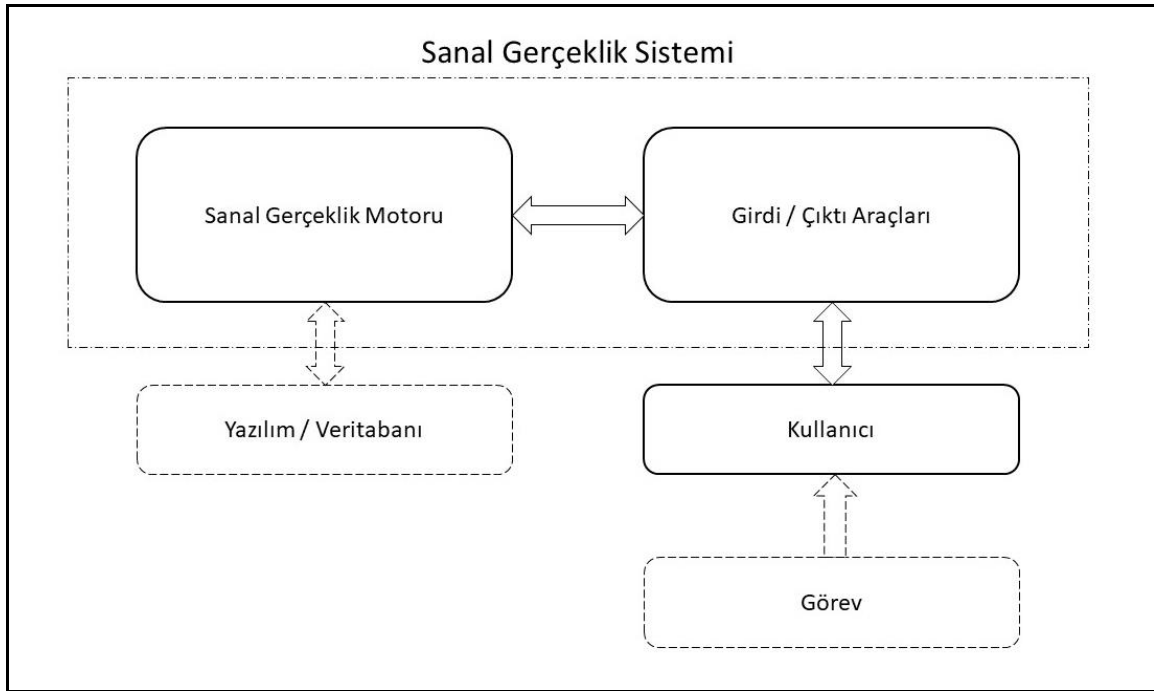 Sanal Gerçeklik Sistemi
Sanal Gerçeklik Motoru
Girdi / Çıktı Araçları
Yazılım / Veritabanı
Kullanıcı
Görev